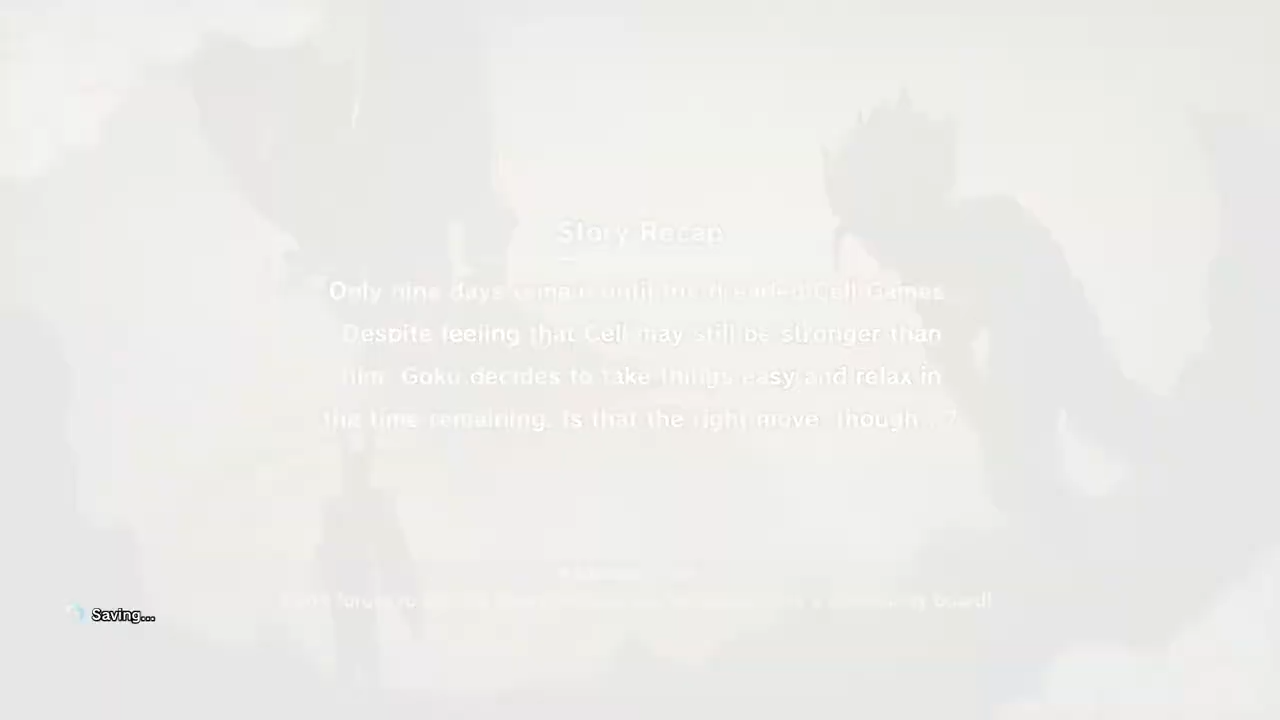 Story Recap
Only nine days remain until the dreaded Cell Games.
Despite feeling that Cell may still be stronger than
him, Goku decides to take things easy and relax in
the time remaining. Is that the right move, though...?
Saving...